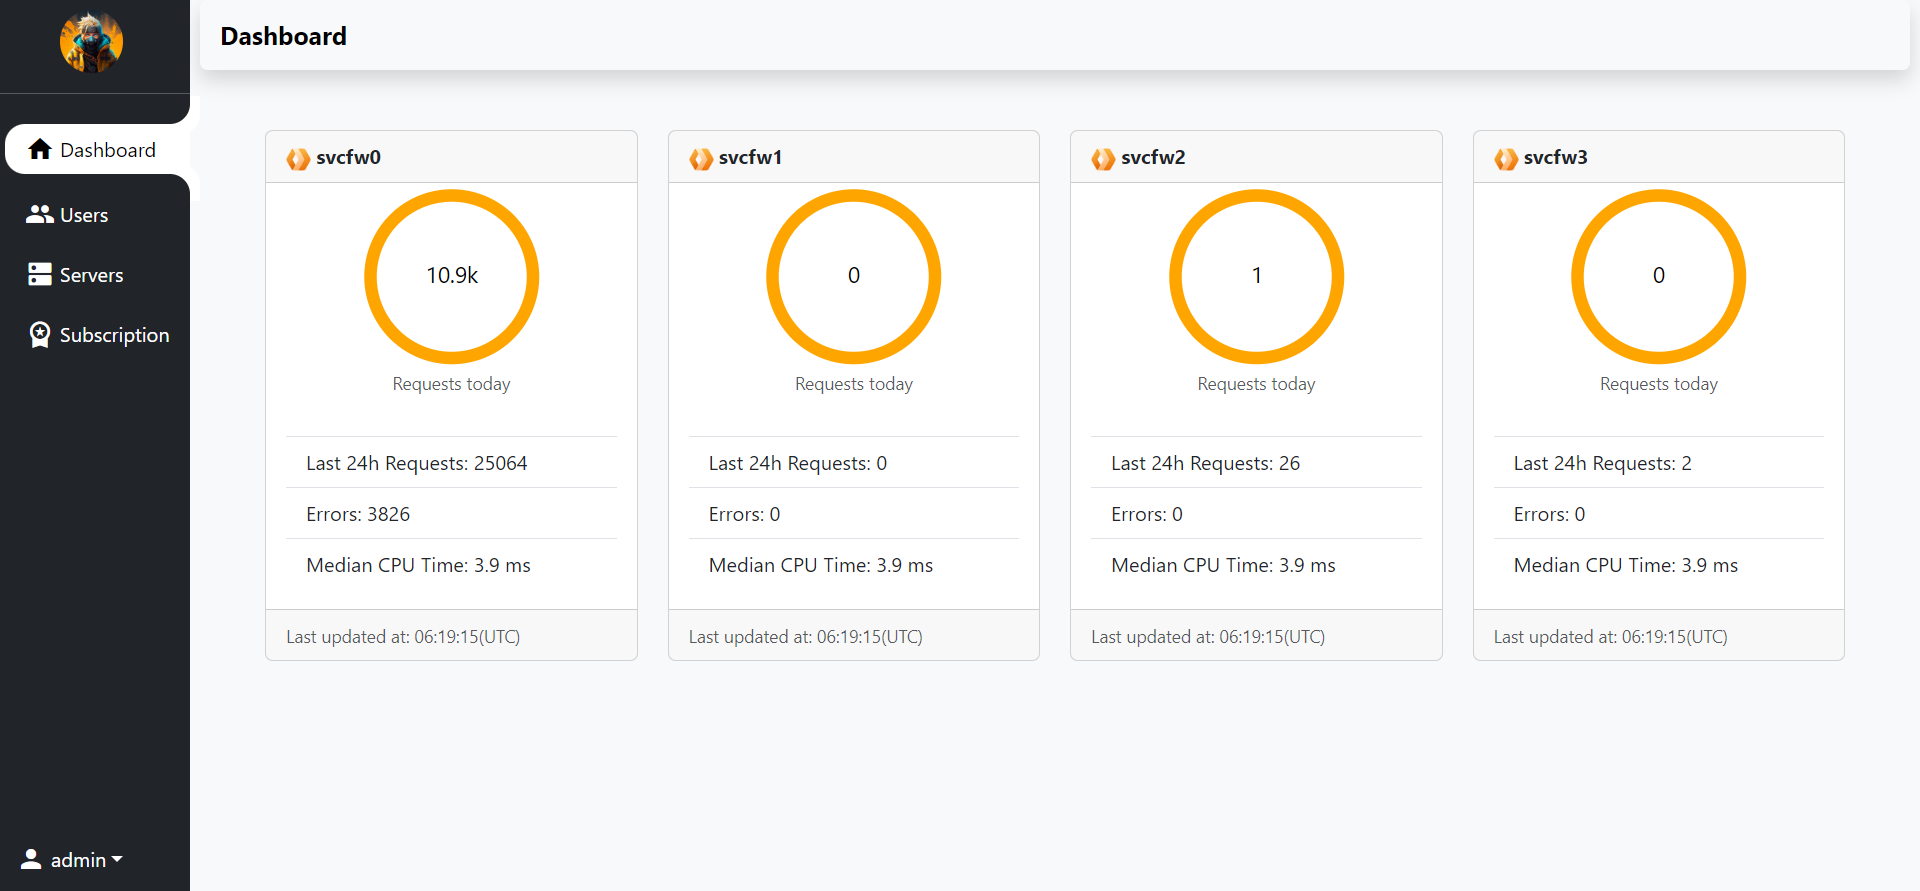 Dashboard
Dashboard
Users
Servers
Subscription
admin
svcfw0
10.9k
Requests today
Last 24h Requests: 25064
Errors: 3826
Median CPU Time: 3.9 ms
Last updated at: 06:19:15(UTC)
svcfw1
0
Requests today
Last 24h Requests: 0
Errors: 0
Median CPU Time: 3.9 ms
Last updated at: 06:19:15(UTC)
svcfw2
1
Requests today
Last 24h Requests: 26
Errors: 0
Median CPU Time: 3.9 ms
Last updated at: 06:19:15(UTC)
svcfw3
0
Requests today
Last 24h Requests: 2
Errors: 0
Median CPU Time: 3.9 ms
Last updated at: 06:19:15(UTC)